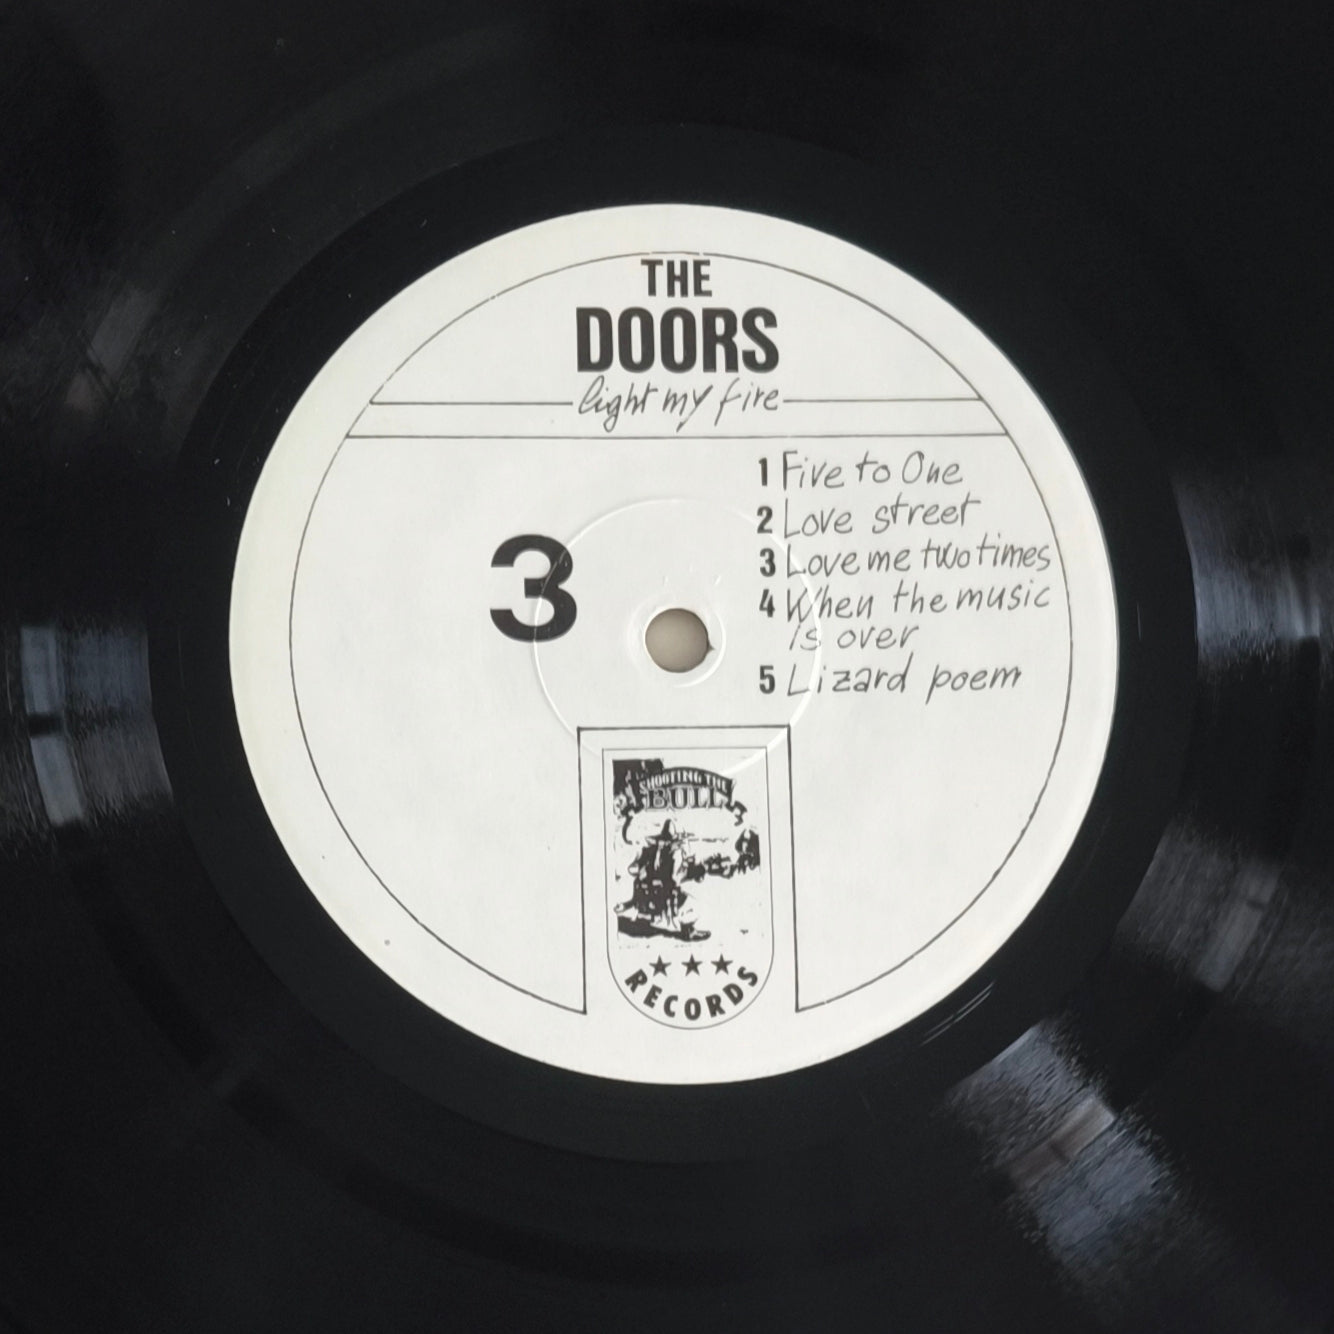 THE
DOORS
light my fire
3
1 Five to One
2 Love street
3 Love me two times
4 When the music
is over
5 Lizard poem
SHOOTING THE
BULL
RECORDS